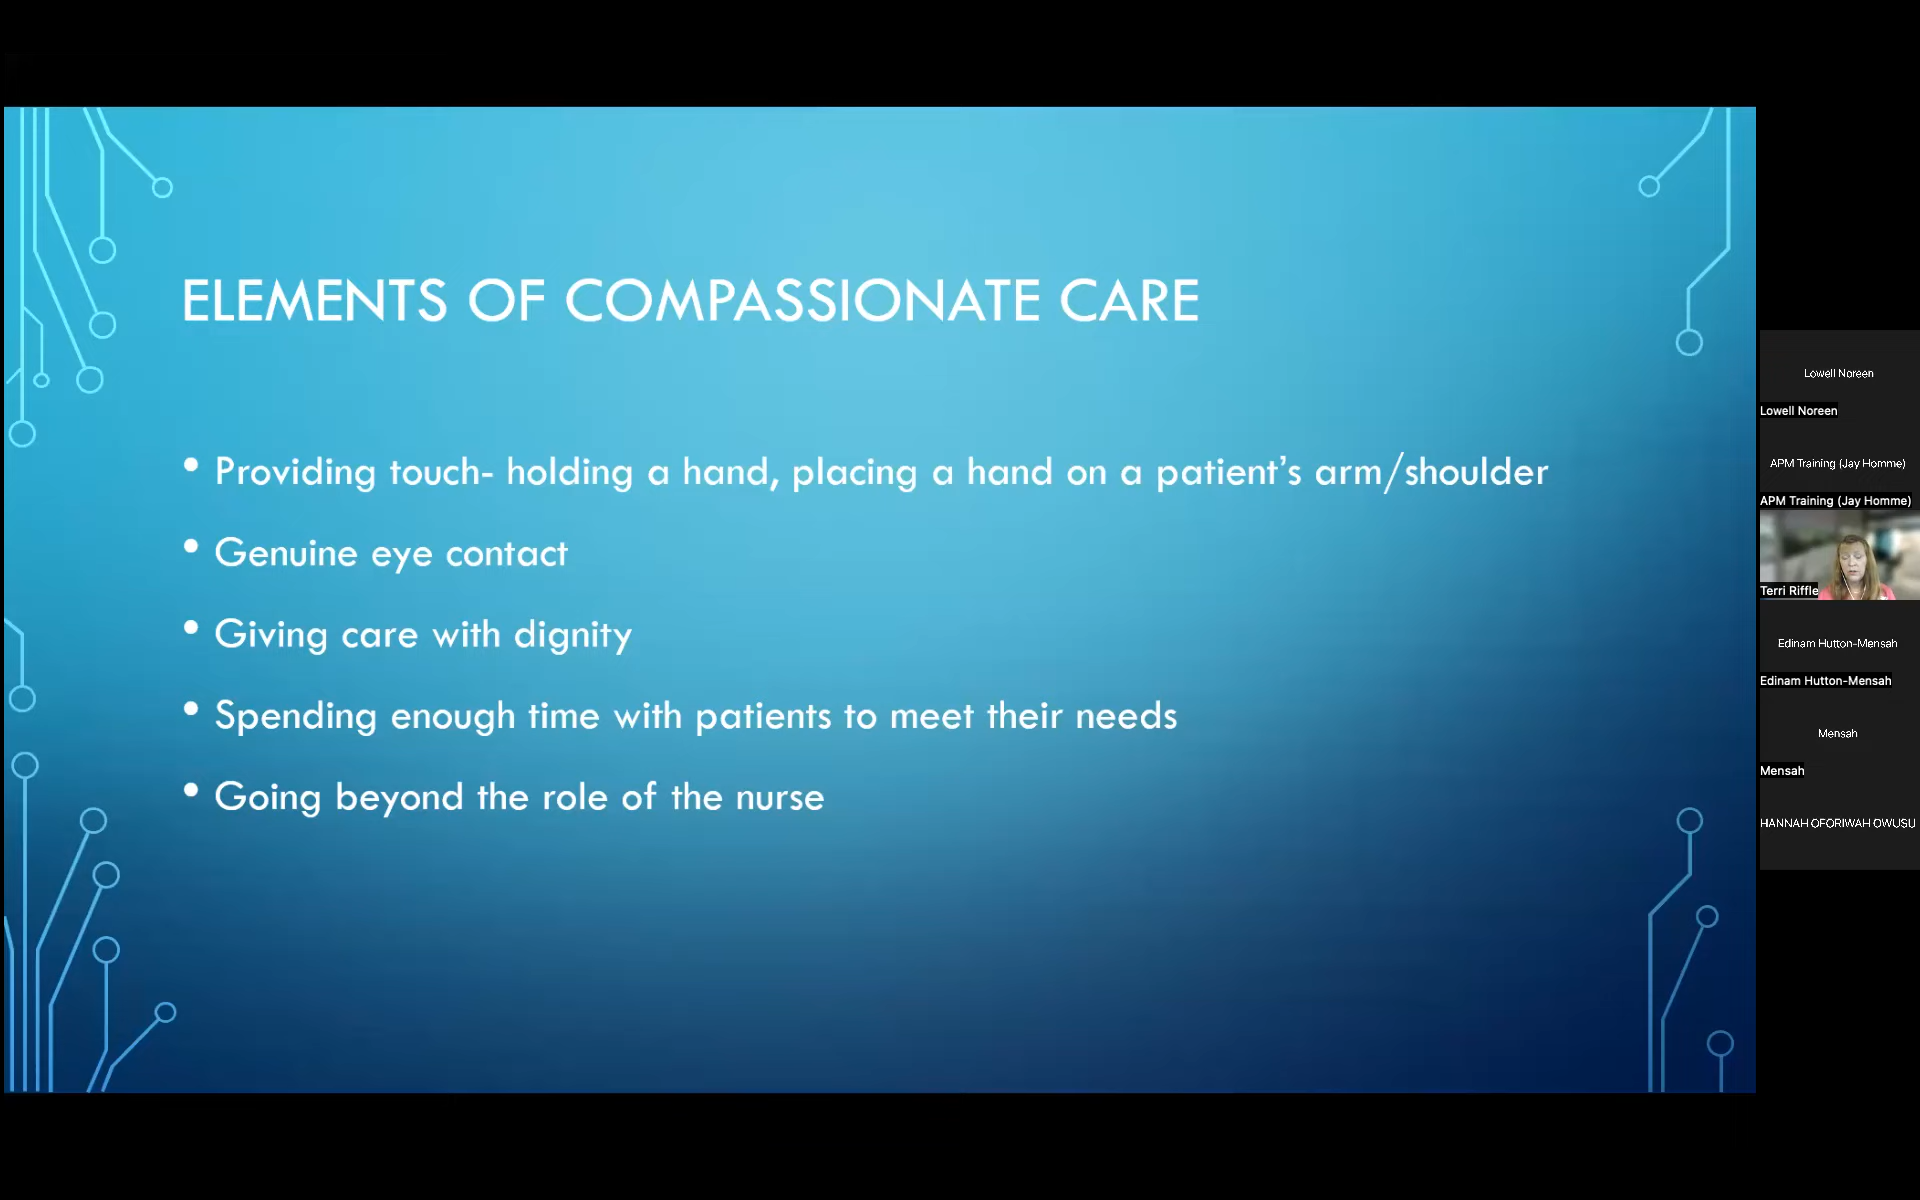 ELEMENTS OF COMPASSIONATE CARE
• Providing touch- holding a hand, placing a hand on a patient's arm/shoulder
• Genuine eye contact
• Giving care with dignity
• Spending enough time with patients to meet their needs
• Going beyond the role of the nurse
Lowell Noreen
Lowell Noreen
APM Training (Jay Homme)
APM Training (Jay Homme)
Terri Riffle
Edinam Hutton-Mensah
Edinam Hutton-Mensah
Mensah
Mensah
HANNAH OFORIWAH OWUSU